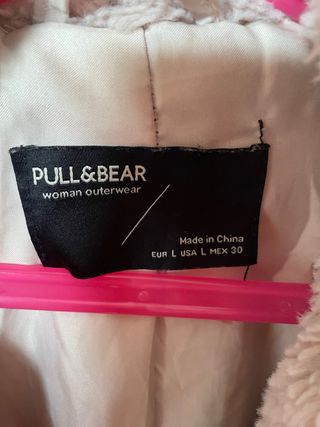 PULL&BEAR
woman outerwear
Made in China
EUR L USA L MEX 30